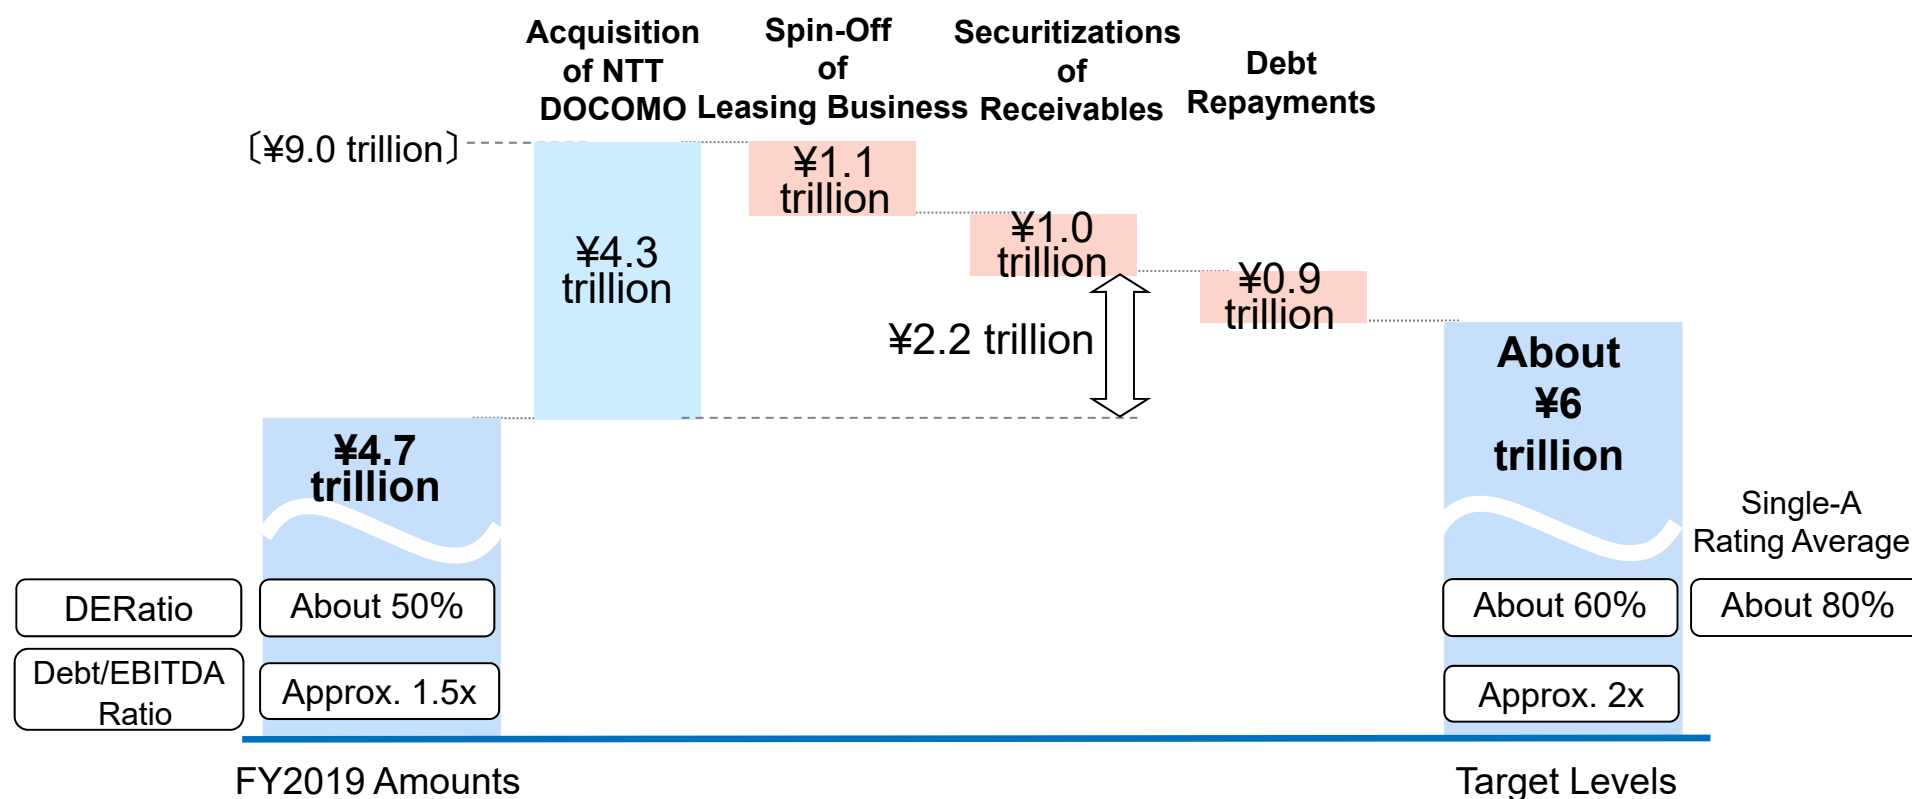 Acquisition
of NTT
DOCOMO
Spin-Off
of
Leasing Business
Securitizations
of
Receivables
Debt
Repayments
〔¥9.0 trillion〕
¥4.3
trillion
¥1.1
trillion
¥1.0
trillion
¥0.9
trillion
¥2.2 trillion
¥4.7
trillion
About
¥6
trillion
Single-A
Rating Average
DERatio
About 50%
About 60%
About 80%
Debt/EBITDA
Ratio
Approx. 1.5x
Approx. 2x
FY2019 Amounts
Target Levels